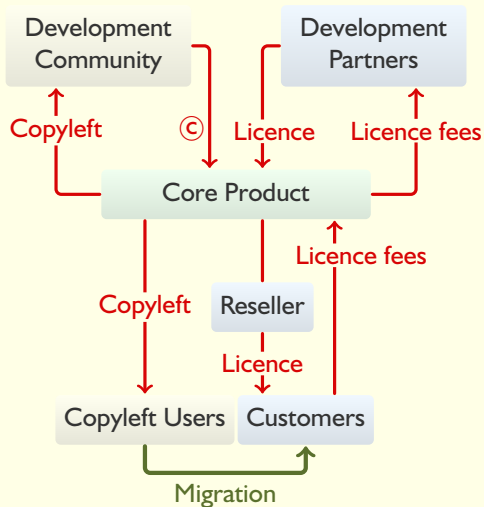 Development
Community
Development
Partners
Copyleft
©
Licence
Licence fees
Core Product
Licence fees
Copyleft
Reseller
Licence
Copyleft Users
Customers
Migration